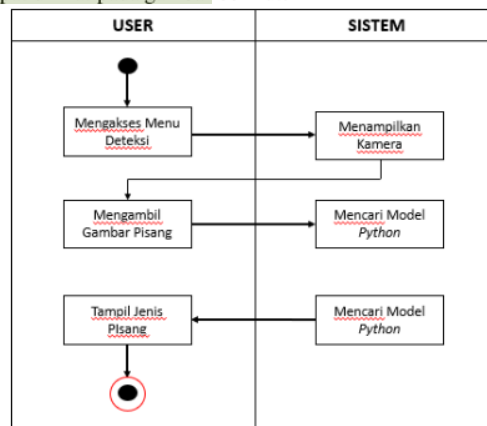 USER
SISTEM
Mengakses Menu
Deteksi
Menampilkan
Kamera
Mengambil
Gambar Pisang
Mencari Model
Python
Tampil Jenis
PIsang
Mencari Model
Python